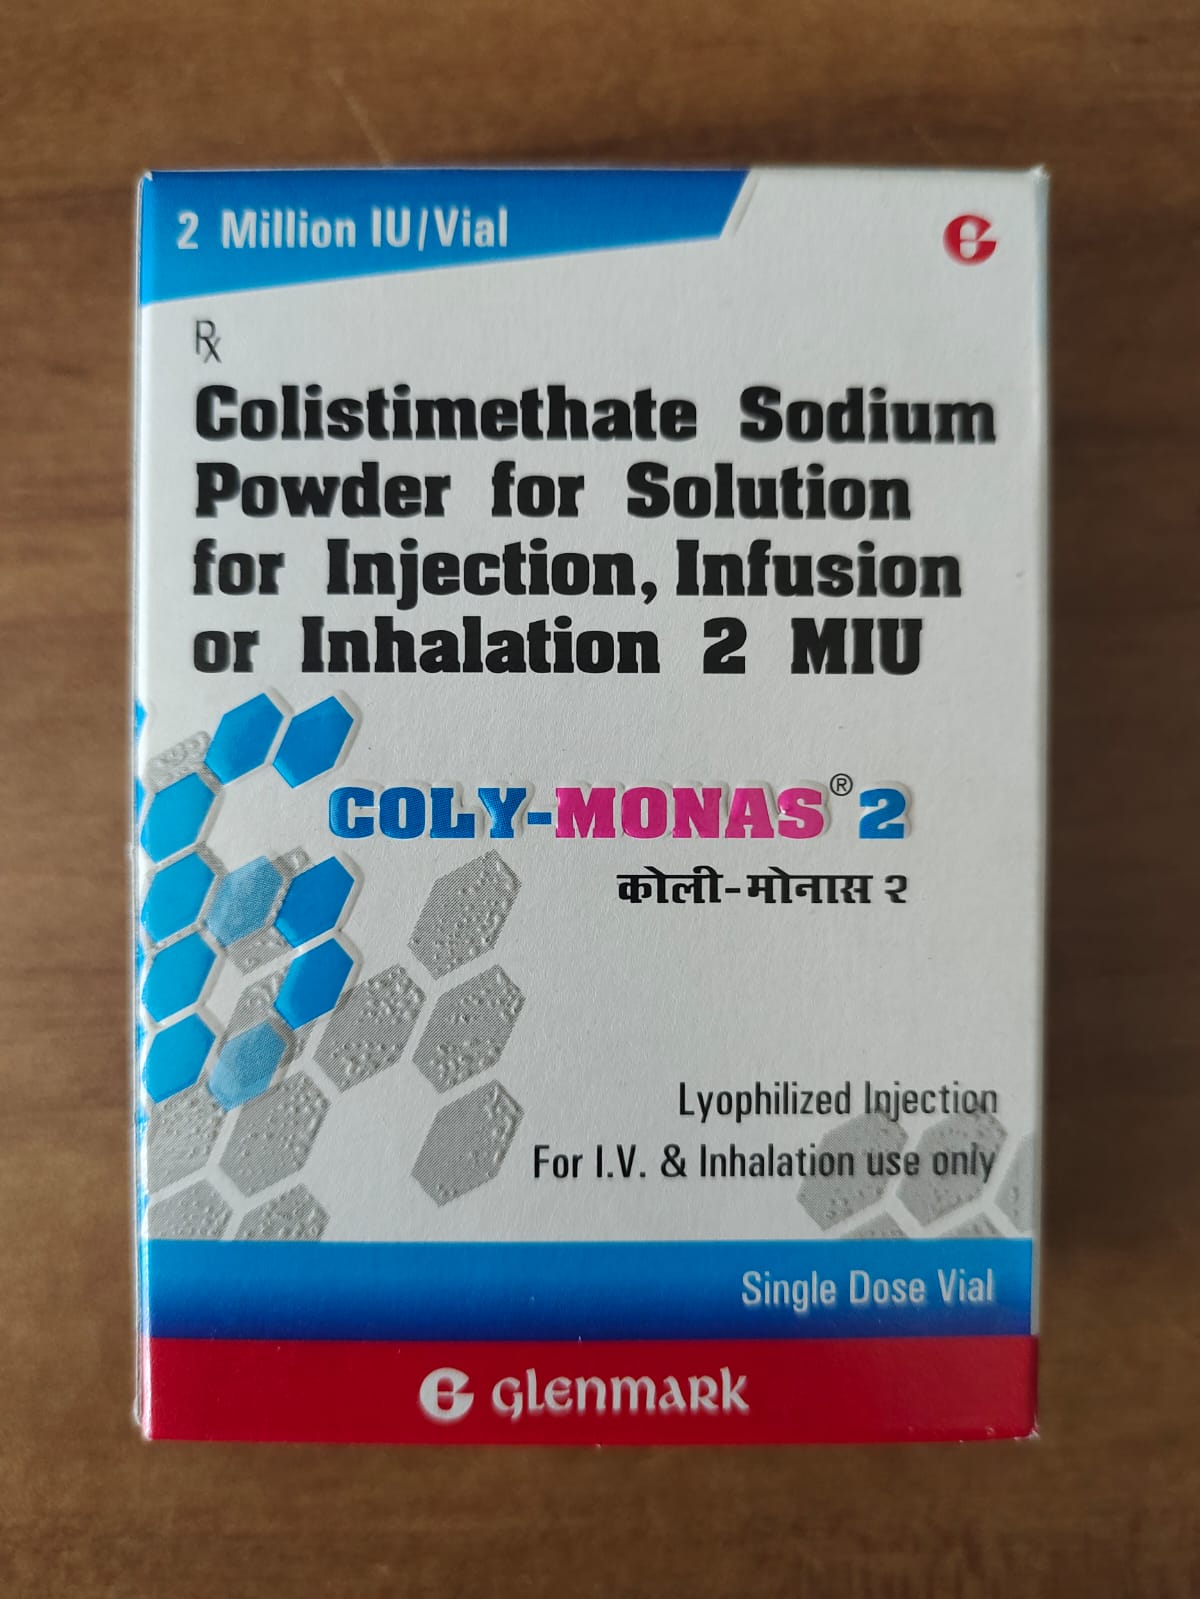 2 Million IU/Vial
Rx
Colistimethate Sodium
Powder for Solution
for Injection, Infusion
or Inhalation 2 MIU
COLY-MONAS® 2
कोली-मोनास २
Lyophilized Injection
For I.V. & Inhalation use only
Single Dose Vial
glenmark